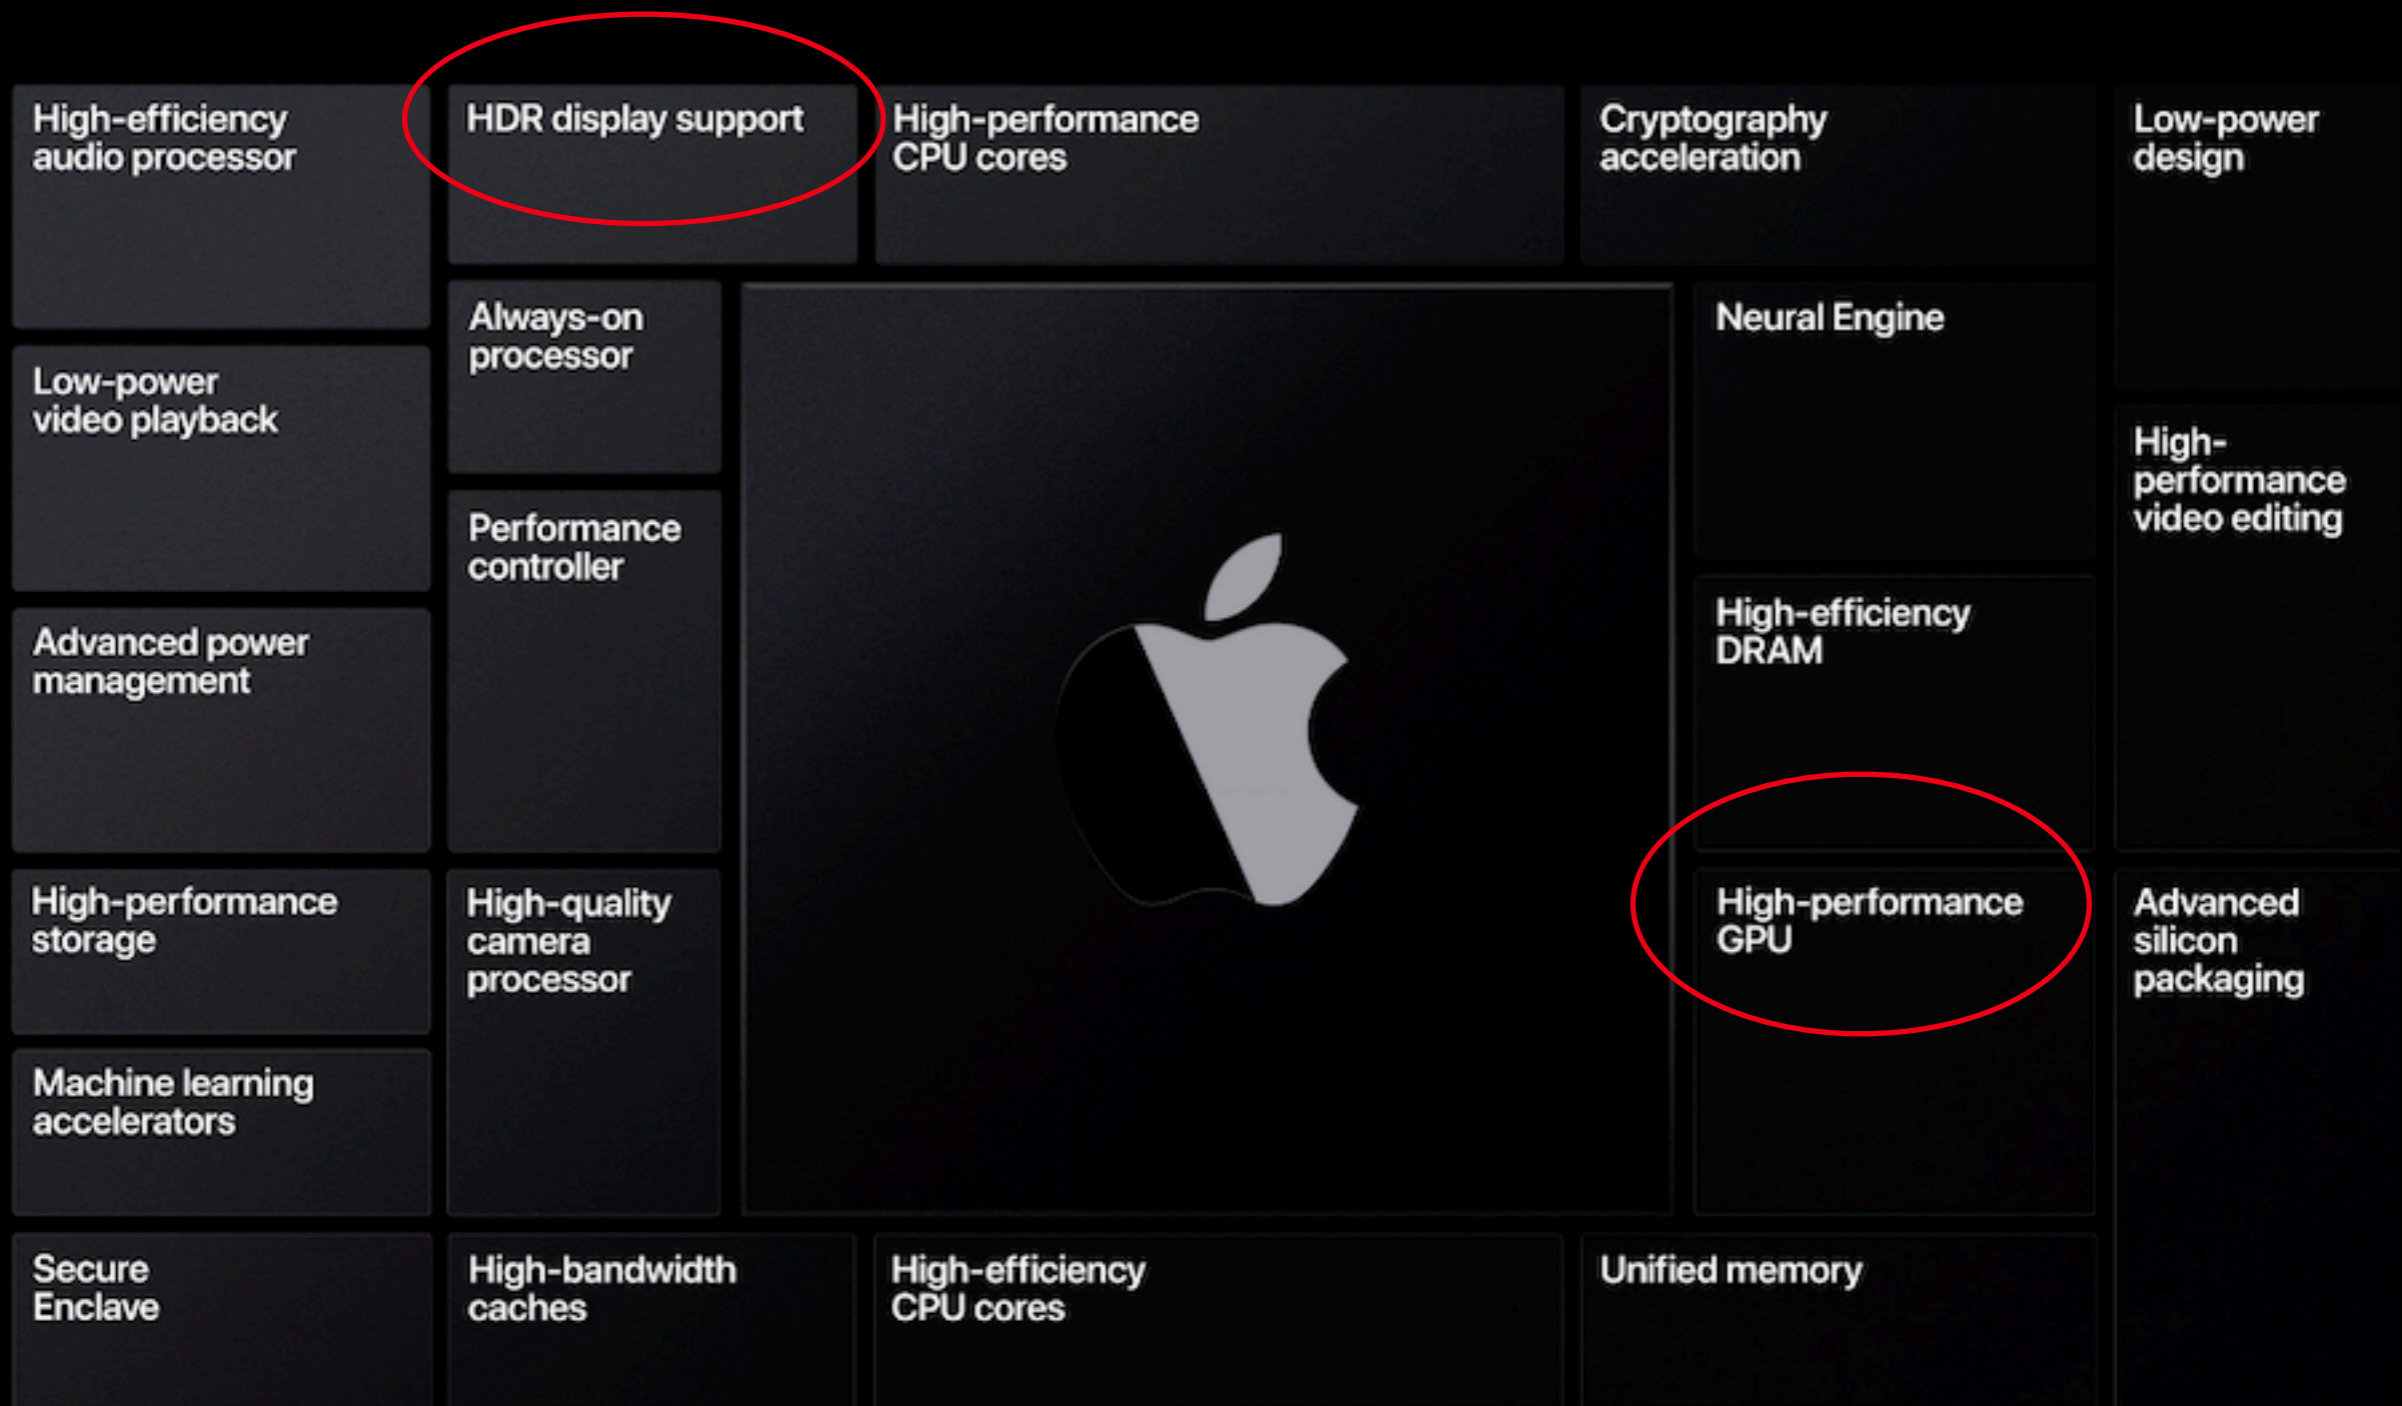 High-efficiency
audio processor
HDR display support
High-performance
CPU cores
Cryptography
acceleration
Low-power
design
Always-on
processor
Neural Engine
Low-power
video playback
High-
performance
video editing
Performance
controller
High-efficiency
DRAM
Advanced power
management
High-performance
storage
High-quality
camera
processor
High-performance
GPU
Advanced
silicon
packaging
Machine learning
accelerators
Secure
Enclave
High-bandwidth
caches
High-efficiency
CPU cores
Unified memory